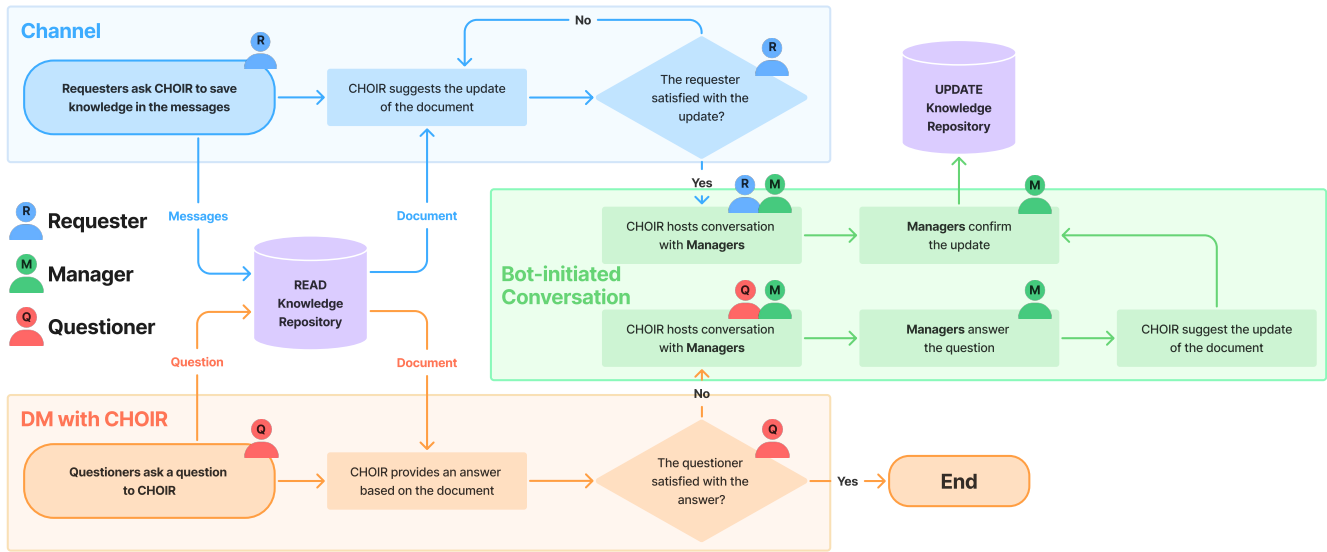 Channel
R
Requesters ask CHOIR to save
knowledge in the messages
CHOIR suggests the update
of the document
No
R
The requester
satisfied with the
update?
Yes
UPDATE
Knowledge
Repository
Messages
Document
R
Requester
M
Manager
Q
Questioner
READ
Knowledge
Repository
Question
Document
Bot-initiated
Conversation
R
M
CHOIR hosts conversation
with Managers
M
Managers confirm
the update
Q
M
CHOIR hosts conversation
with Managers
M
Managers answer
the question
CHOIR suggest the update
of the document
DM with CHOIR
Q
Questioners ask a question
to CHOIR
CHOIR provides an answer
based on the document
No
Q
The questioner
satisfied with the
answer?
Yes
End